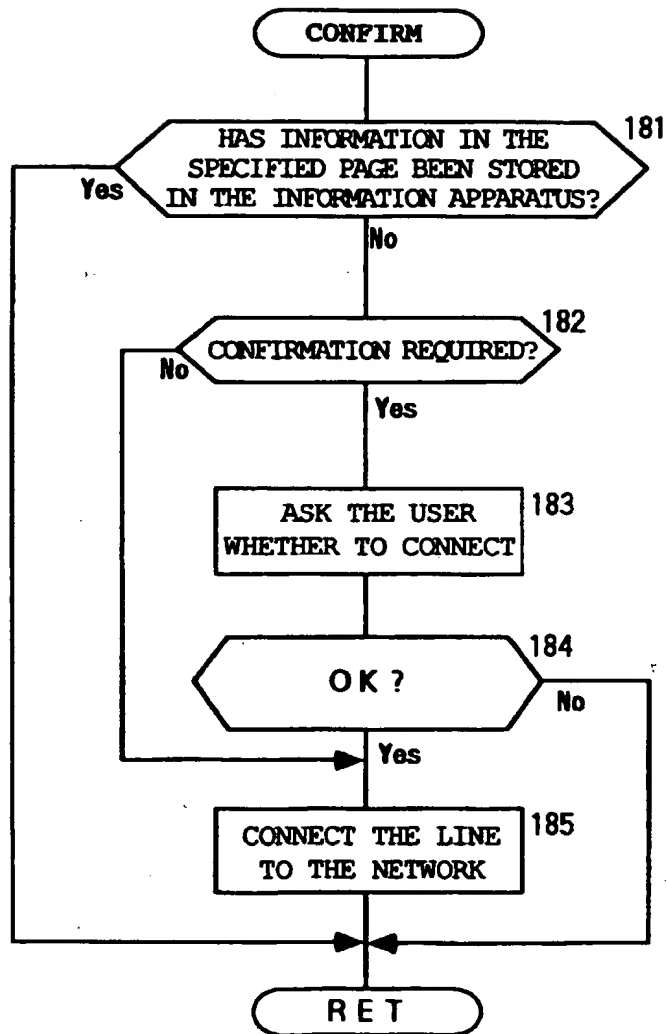 CONFIRM
181
HAS INFORMATION IN THE
SPECIFIED PAGE BEEN STORED
IN THE INFORMATION APPARATUS?
Yes
No
182
CONFIRMATION REQUIRED?
No
Yes
183
ASK THE USER
WHETHER TO CONNECT
184
OK?
No
Yes
185
CONNECT THE LINE
TO THE NETWORK
RET